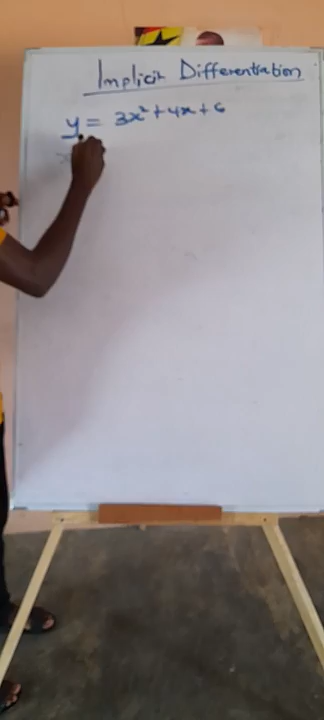 Implicit Differentiation
y = 3x² + 4x + 6